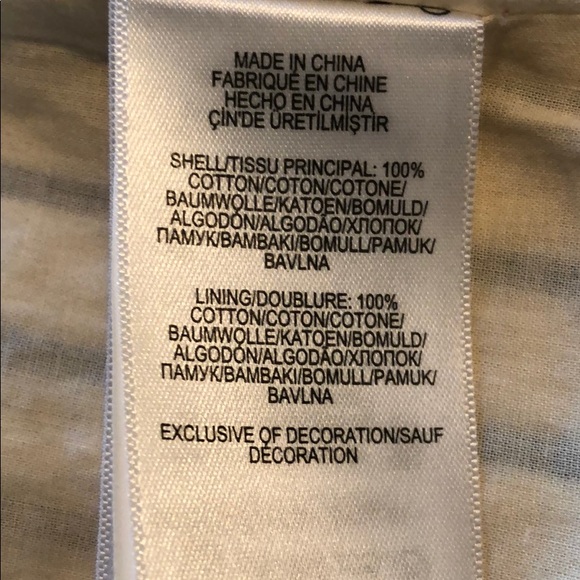 MADE IN CHINA
FABRIQUÉ EN CHINE
HECHO EN CHINA
ÇİN'DE ÜRETİLMİŞTİR
SHELL/TISSU PRINCIPAL: 100%
COTTON/COTON/COTONE/
BAUMWOLLE/KATOEN/BOMULD/
ALGODÓN/ALGODÃO/ХЛОПОК/
ПАМУК/BAMBAKI/BOMULL/PAMUK/
BAVLNA
LINING/DOUBLURE: 100%
COTTON/COTON/COTONE/
BAUMWOLLE/KATOEN/BOMULD/
ALGODÓN/ALGODÃO/ХЛОПОК/
ПАМУК/BAMBAKI/BOMULL/PAMUK/
BAVLNA
EXCLUSIVE OF DECORATION/SAUF
DÉCORATION